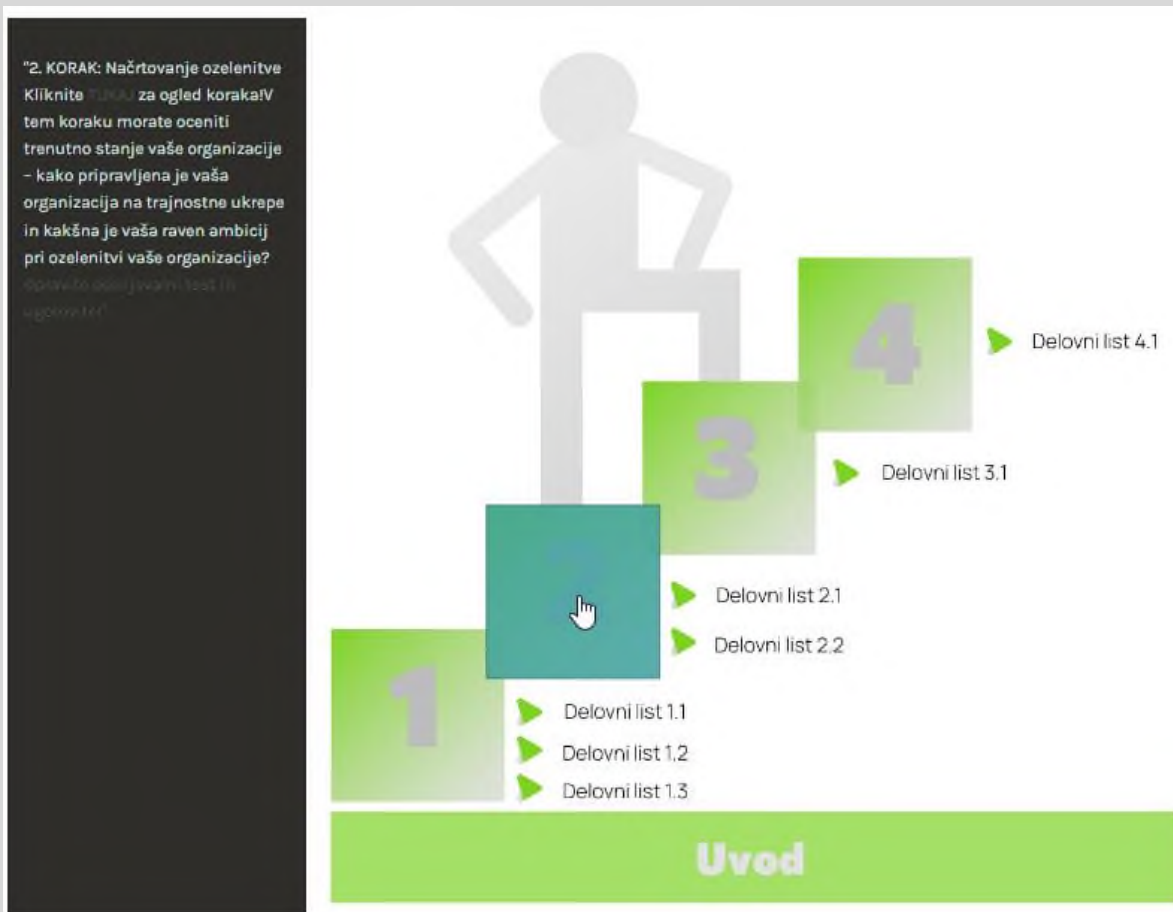 "2. KORAK: Načrtovanje ozelenitve
Kliknite TUKAJ za ogled koraka!V
tem koraku morate oceniti
trenutno stanje vaše organizacije
– kako pripravljena je vaša
organizacija na trajnostne ukrepe
in kakšna je vaša raven ambicij
pri ozelenitvi vaše organizacije?
4
Delovni list 4.1
3
Delovni list 3.1
2
Delovni list 2.1
Delovni list 2.2
1
Delovni list 1.1
Delovni list 1.2
Delovni list 1.3
Uvod